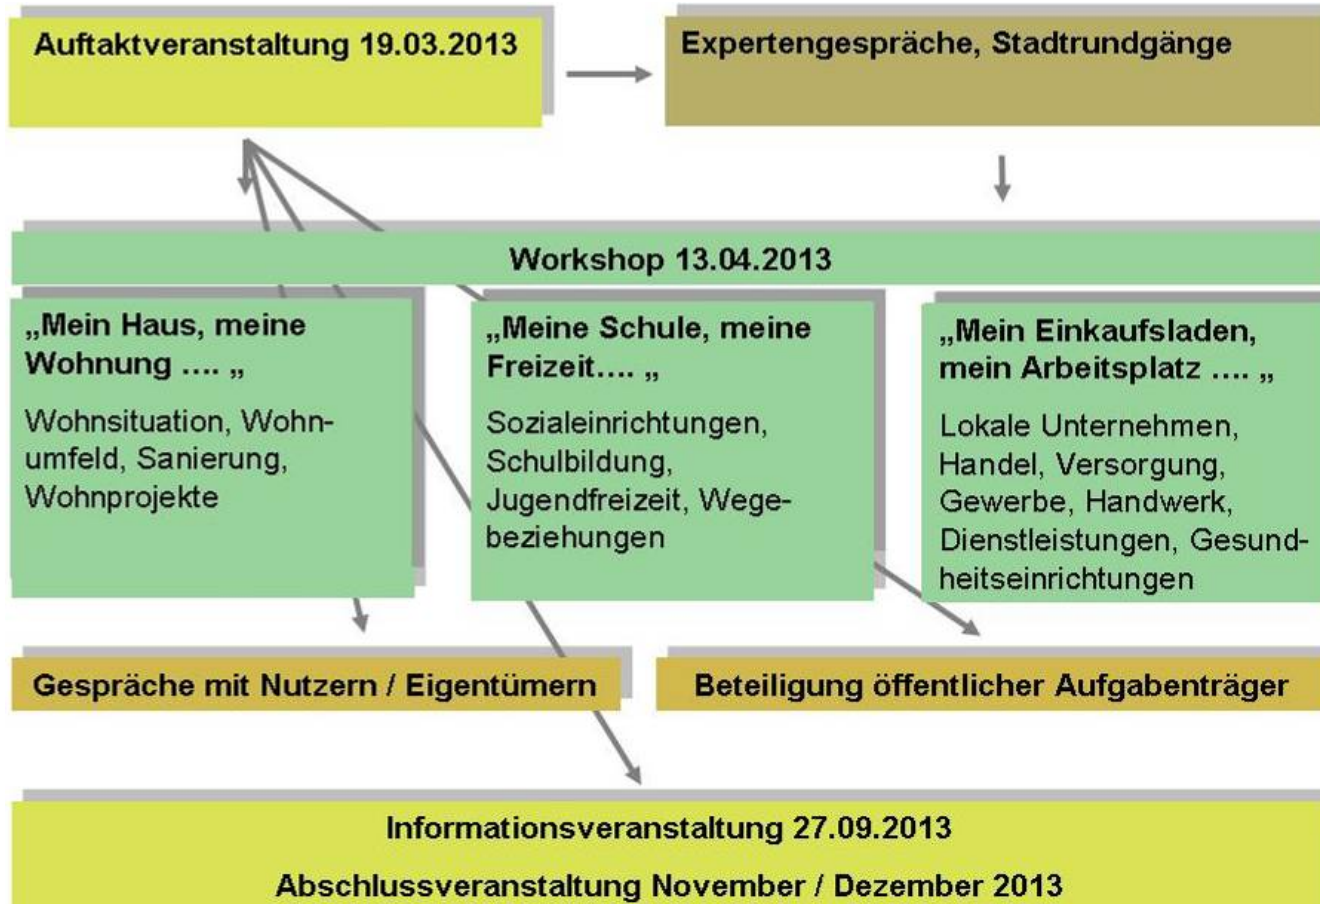 Auftaktveranstaltung 19.03.2013
Expertengespräche, Stadtrundgänge
Workshop 13.04.2013
„Mein Haus, meine
Wohnung .... „
Wohnsituation, Wohn-
umfeld, Sanierung,
Wohnprojekte
„Meine Schule, meine
Freizeit.... „
Sozialeinrichtungen,
Schulbildung,
Jugendfreizeit, Wege-
beziehungen
„Mein Einkaufsladen,
mein Arbeitsplatz .... „
Lokale Unternehmen,
Handel, Versorgung,
Gewerbe, Handwerk,
Dienstleistungen, Gesund-
heitseinrichtungen
Gespräche mit Nutzern / Eigentümern
Beteiligung öffentlicher Aufgabenträger
Informationsveranstaltung 27.09.2013
Abschlussveranstaltung November / Dezember 2013